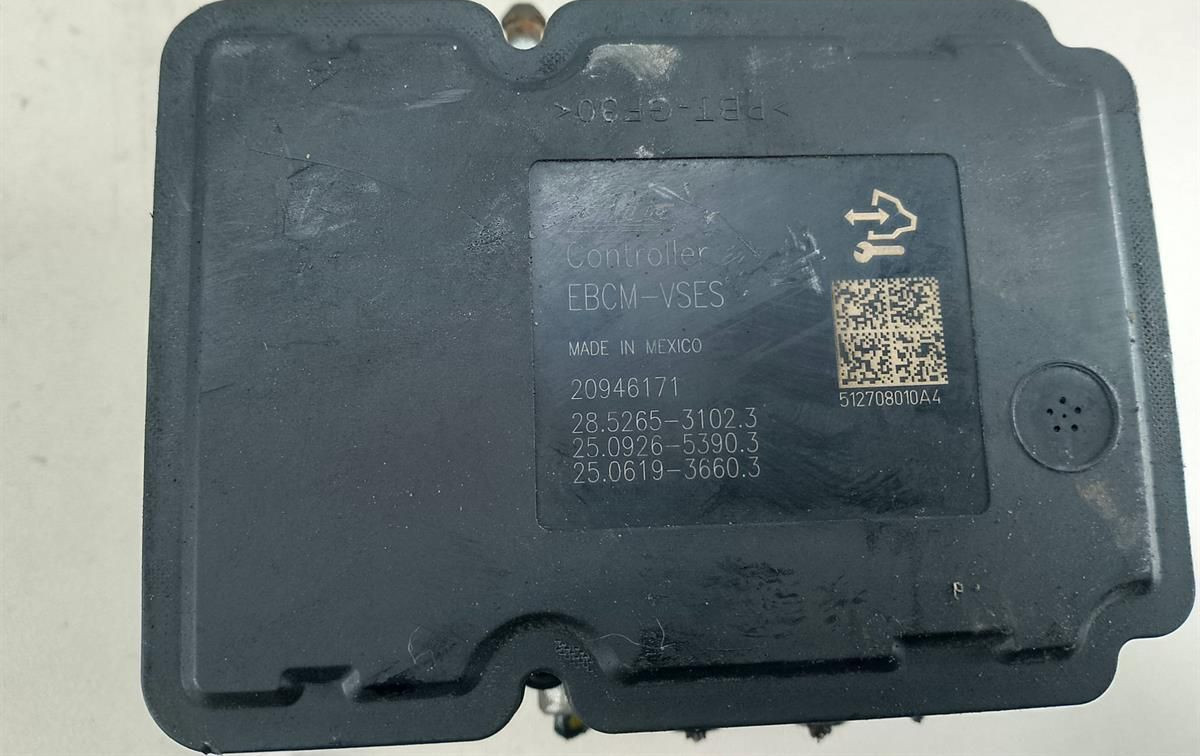 >PBT-GF30<
Controller
EBCM-VSES
MADE IN MEXICO
20946171
28.5265-3102.3
25.0926-5390.3
25.0619-3660.3
512708010A4